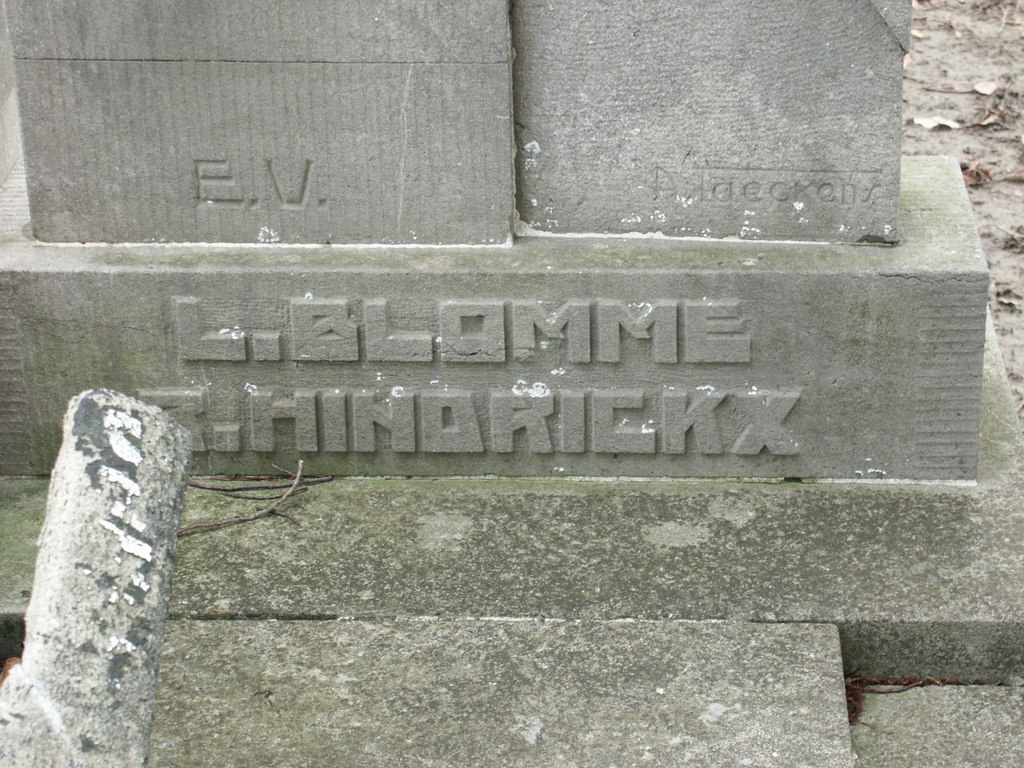 E.V.
L. BLOMME
R. HINDRICKX